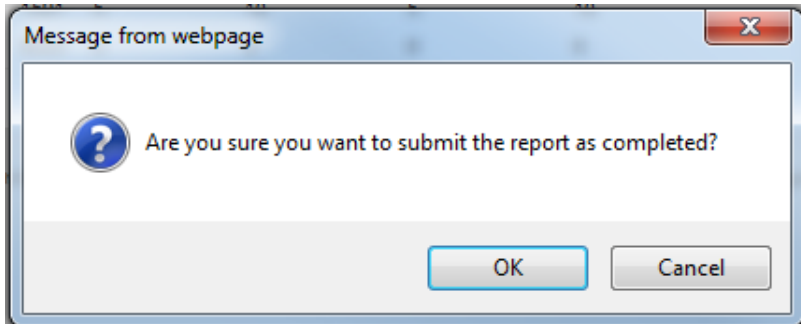 Message from webpage
Are you sure you want to submit the report as completed?
OK
Cancel